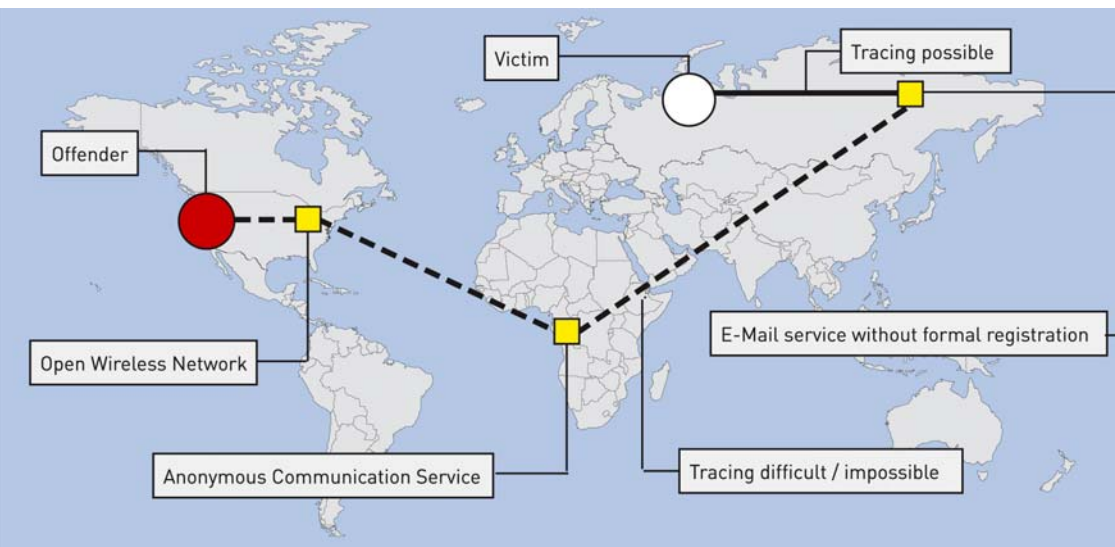 Victim
Tracing possible
Offender
E-Mail service without formal registration
Open Wireless Network
Anonymous Communication Service
Tracing difficult / impossible